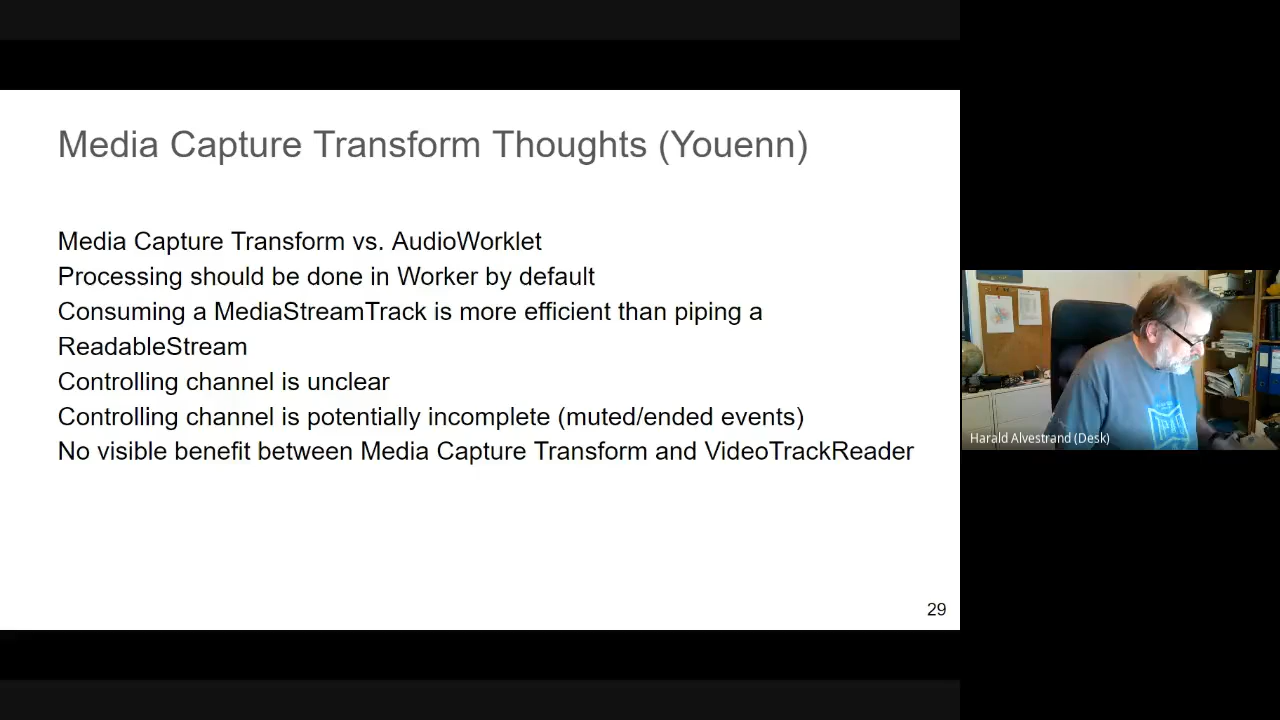 Media Capture Transform Thoughts (Youenn)
Media Capture Transform vs. AudioWorklet
Processing should be done in Worker by default
Consuming a MediaStreamTrack is more efficient than piping a
ReadableStream
Controlling channel is unclear
Controlling channel is potentially incomplete (muted/ended events)
No visible benefit between Media Capture Transform and VideoTrackReader
29
Harald Alvestrand (Desk)